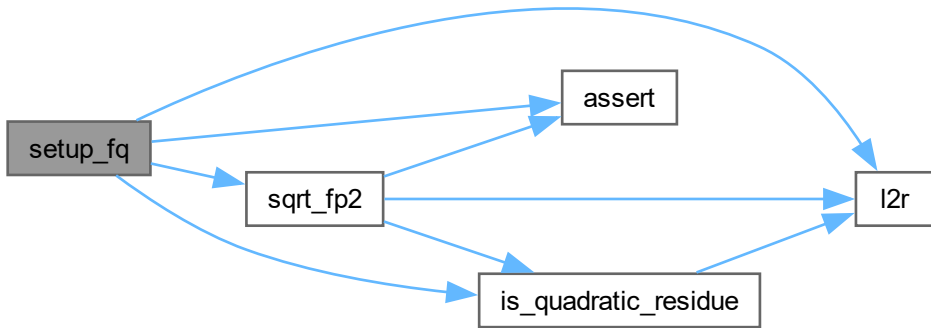 assert
setup_fq
sqrt_fp2
l2r
is_quadratic_residue